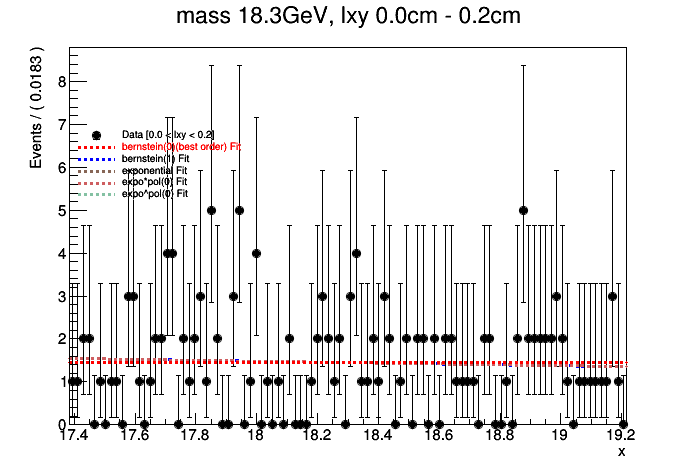 mass 18.3GeV, lxy 0.0cm - 0.2cm
Events / ( 0.0183 )
8
7
Data [0.0 < lxy < 0.2]
bernstein(0)(best order) Fit
bernstein(1) Fit
exponential Fit
expo*pol(0) Fit
expo^pol(0) Fit
6
5
4
3
2
1
0
17.4 17.6 17.8 18 18.2 18.4 18.6 18.8 19 19.2
x